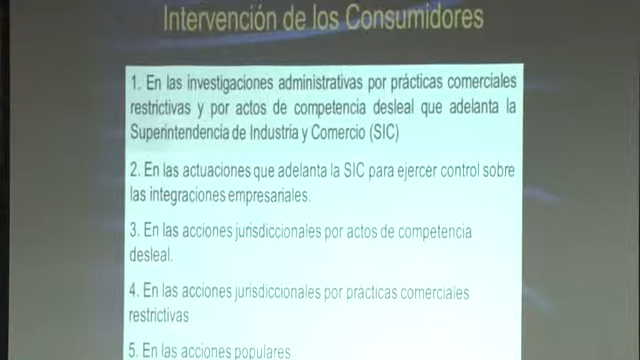 Intervención de los Consumidores
1. En las investigaciones administrativas por prácticas comerciales
restrictivas y por actos de competencia desleal que adelanta la
Superintendencia de Industria y Comercio (SIC)
2. En las actuaciones que adelanta la SIC para ejercer control sobre
las integraciones empresariales.
3. En las acciones jurisdiccionales por actos de competencia
desleal.
4. En las acciones jurisdiccionales por prácticas comerciales
restrictivas
5. En las acciones populares